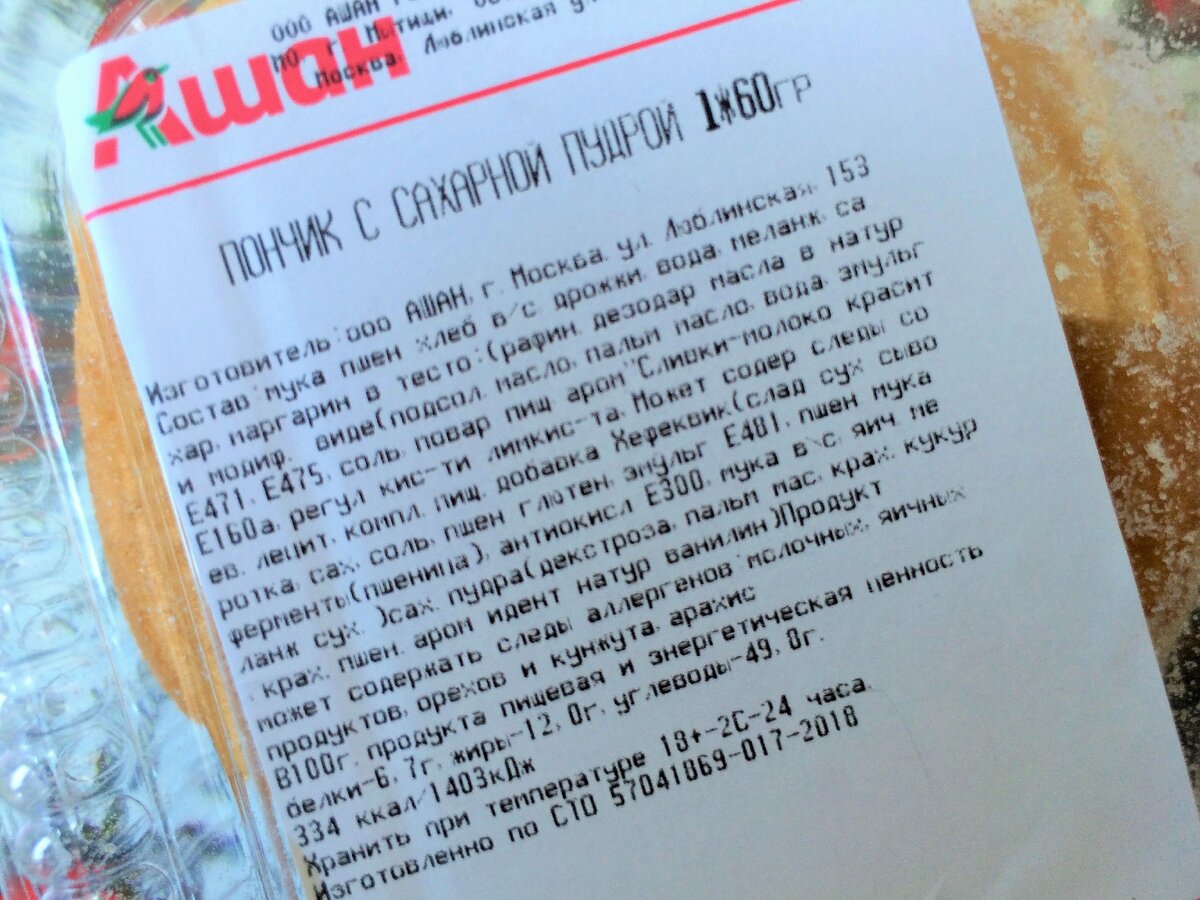 ООО АШАН
МО, г. Мытищи,
Москва, Люблинская у
Ашан
ПОНЧИК С САХАРНОЙ ПУДРОЙ 1*60ГР
Изготовитель:ооо АШАН, г. Москва, ул. Люблинская, 153
Состав:мука пшен хлеб в/с, дрожжи, вода, меланж, са
хар, маргарин в тесто:(рафин. дезодар масла в натур
и модиф. виде(подсол. масло, пальм масло, вода, эмульг
Е471, Е475, соль, повар пищ аром"Сливки-молоко красит
Е160а, регул кис-ти лимкис-та. Может содер следы со
ев. лецит, компл. пищ. добавка Хефеквик(слад сух сыво
ротка, сах, соль, пшен глютен, эмульг Е481, пшен мука
ферменты(пшеница), антиокисл Е300, мука в/с, яич. ме
ланж сух.)сах. пудра(декстроза, пальм мас, крах. кукур
. крах. пшен. аром идент натур ванилин)Продукт
может содержать следы аллергенов:молочных, яичных
продуктов, орехов и кунжута, арахис
В100г. продукта пищевая и энергетическая ценность
белки-6,7г, жиры-12,0г, углеводы-49,0г.
334 ккал/1403кДж
Хранить при температуре 18+-2С-24 часа.
Изготовленно по СТО 57041869-017-2018